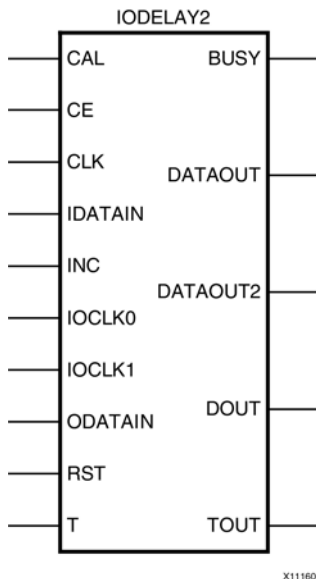 IODELAY2
CAL
BUSY
CE
CLK
DATAOUT
IDATAIN
INC
DATAOUT2
IOCLK0
IOCLK1
ODATAIN
DOUT
RST
T
TOUT
X11160